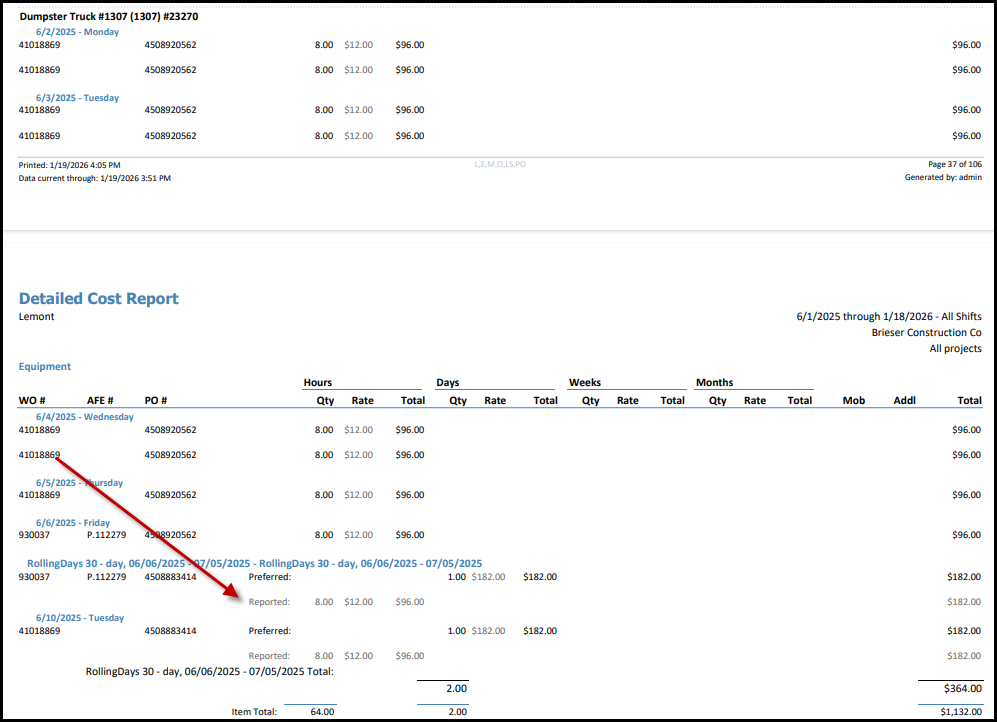 Dumpster Truck #1307 (1307) #23270
6/2/2025 - Monday
41018869 4508920562 8.00 $12.00 $96.00 $96.00
41018869 4508920562 8.00 $12.00 $96.00 $96.00
6/3/2025 - Tuesday
41018869 4508920562 8.00 $12.00 $96.00 $96.00
41018869 4508920562 8.00 $12.00 $96.00 $96.00
Printed: 1/19/2026 4:05 PM L,E,M,O,LS,PO Page 37 of 106
Data current through: 1/19/2026 3:51 PM Generated by: admin
Detailed Cost Report
Lemont 6/1/2025 through 1/18/2026 - All Shifts
Brieser Construction Co
All projects
Equipment
Hours Days Weeks Months
WO # AFE # PO # Qty Rate Total Qty Rate Total Qty Rate Total Qty Rate Total Mob Addl Total
6/4/2025 - Wednesday
41018869 4508920562 8.00 $12.00 $96.00 $96.00
41018869 4508920562 8.00 $12.00 $96.00 $96.00
6/5/2025 - Thursday
41018869 4508920562 8.00 $12.00 $96.00 $96.00
6/6/2025 - Friday
930037 P.112279 4508920562 8.00 $12.00 $96.00 $96.00
RollingDays 30 - day, 06/06/2025 - 07/05/2025 - RollingDays 30 - day, 06/06/2025 - 07/05/2025
930037 P.112279 4508883414 Preferred: 1.00 $182.00 $182.00 $182.00
Reported: 8.00 $12.00 $96.00 $182.00
6/10/2025 - Tuesday
41018869 4508883414 Preferred: 1.00 $182.00 $182.00 $182.00
Reported: 8.00 $12.00 $96.00 $182.00
RollingDays 30 - day, 06/06/2025 - 07/05/2025 Total:
2.00 $364.00
Item Total: 64.00 2.00 $1,132.00